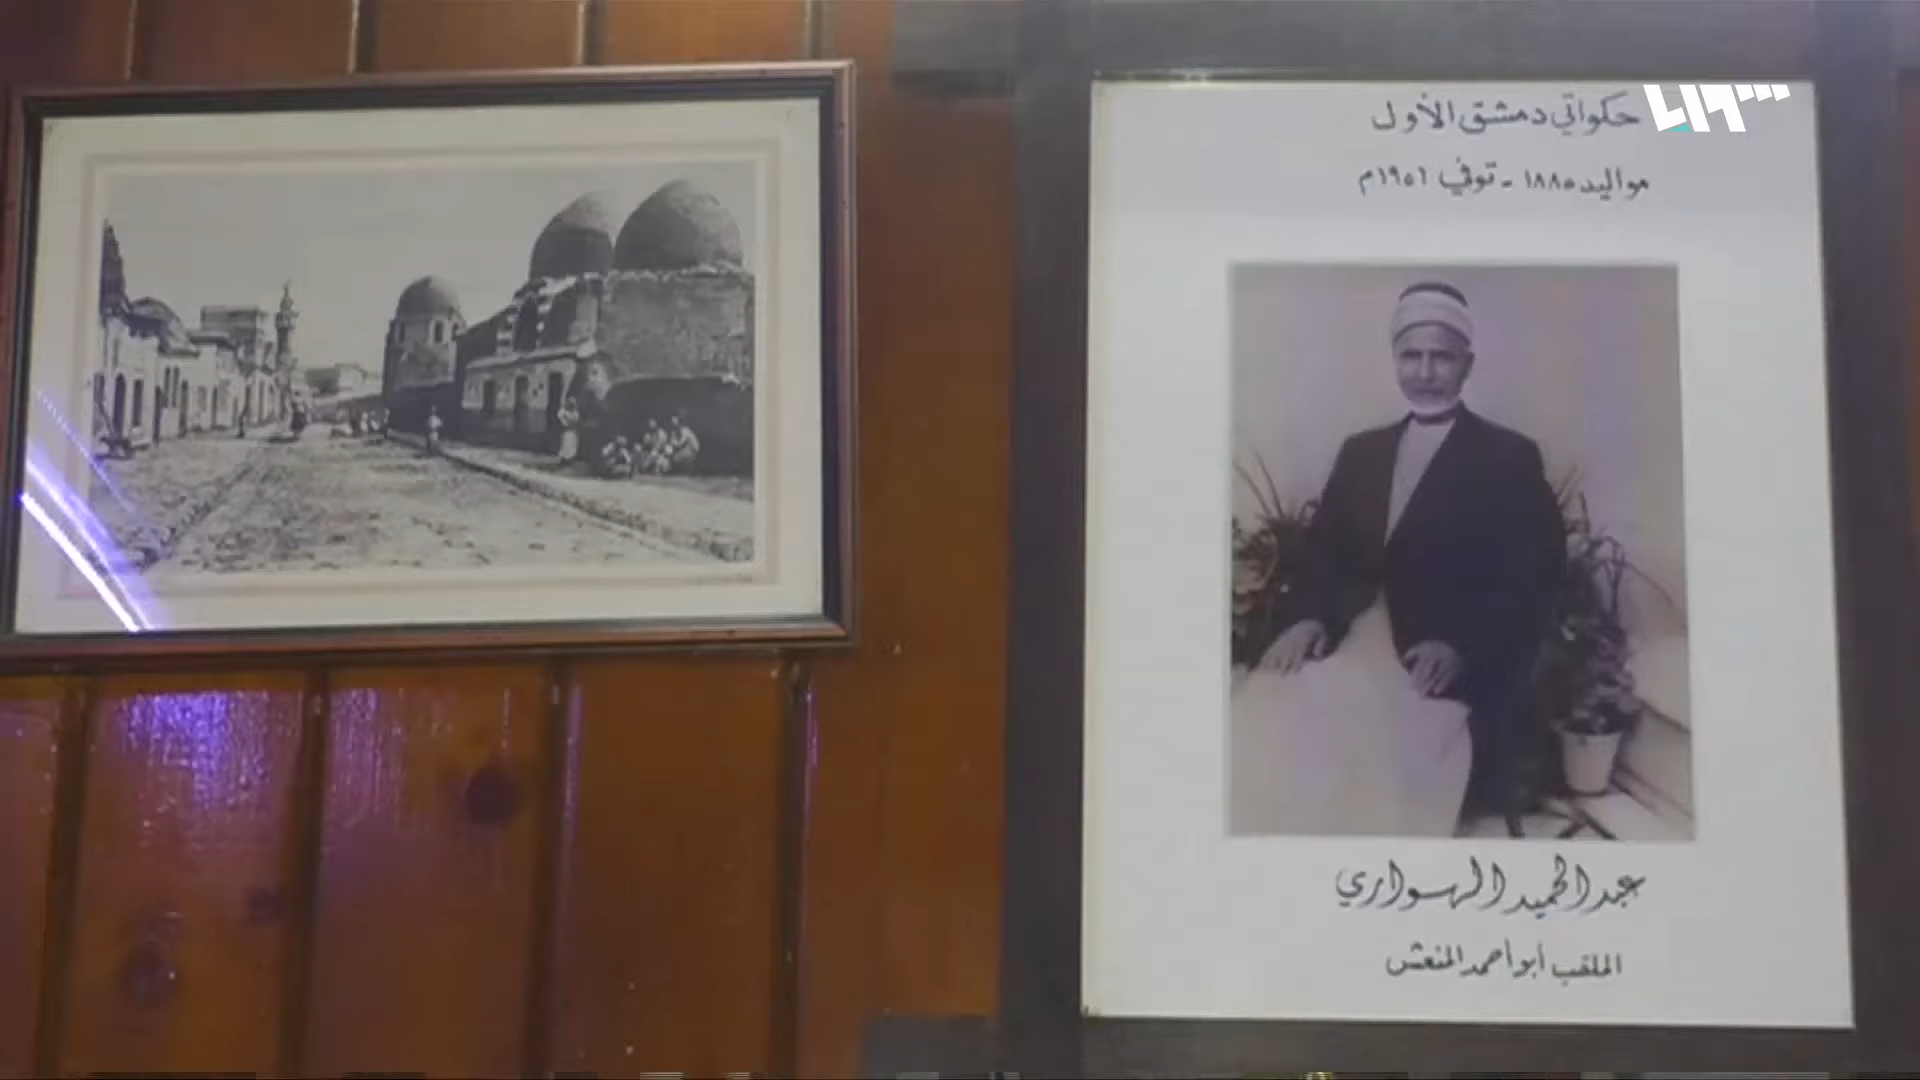 حكواتي دمشق الأول
مواليد ١٨٨٥ - توفي ١٩٥١م
عبد الحميد الهواري
الملقب أبو أحمد المنعش